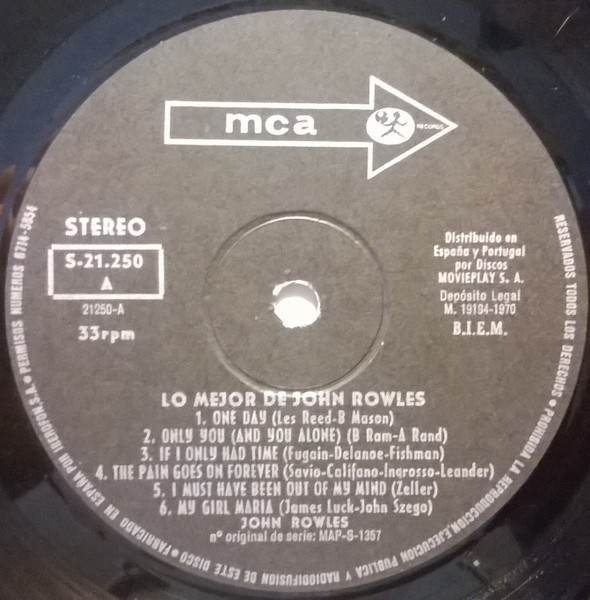 mca
RECORDS
STEREO
S-21.250
▲
21250-A
33rpm
Distribuido en
España y Portugal
por Discos
MOVIEPLAY S. A.
Depósito Legal
M. 19194-1970
B.I.E.M.
LO MEJOR DE JOHN ROWLES
1. ONE DAY (Les Reed-B Mason)
2. ONLY YOU (AND YOU ALONE) (B Ram-A Rand)
3. IF I ONLY HAD TIME (Fugain-Delanoe-Fishman)
4. THE PAIN GOES ON FOREVER (Savio-Califano-Ingrosso-Leander)
5. I MUST HAVE BEEN OUT OF MY MIND (Zeller)
6. MY GIRL MARIA (James Luck-John Szego)
JOHN ROWLES
nº original de serie: MAP-S-1357
RESERVADOS TODOS LOS DERECHOS • PROHIBIDA LA REPRODUCCION, EJECUCION PUBLICA Y RADIODIFUSION DE ESTE DISCO • FABRICADO EN ESPAÑA POR IBEROFON, S.A. • PERMISOS NUMEROS 6714-5854